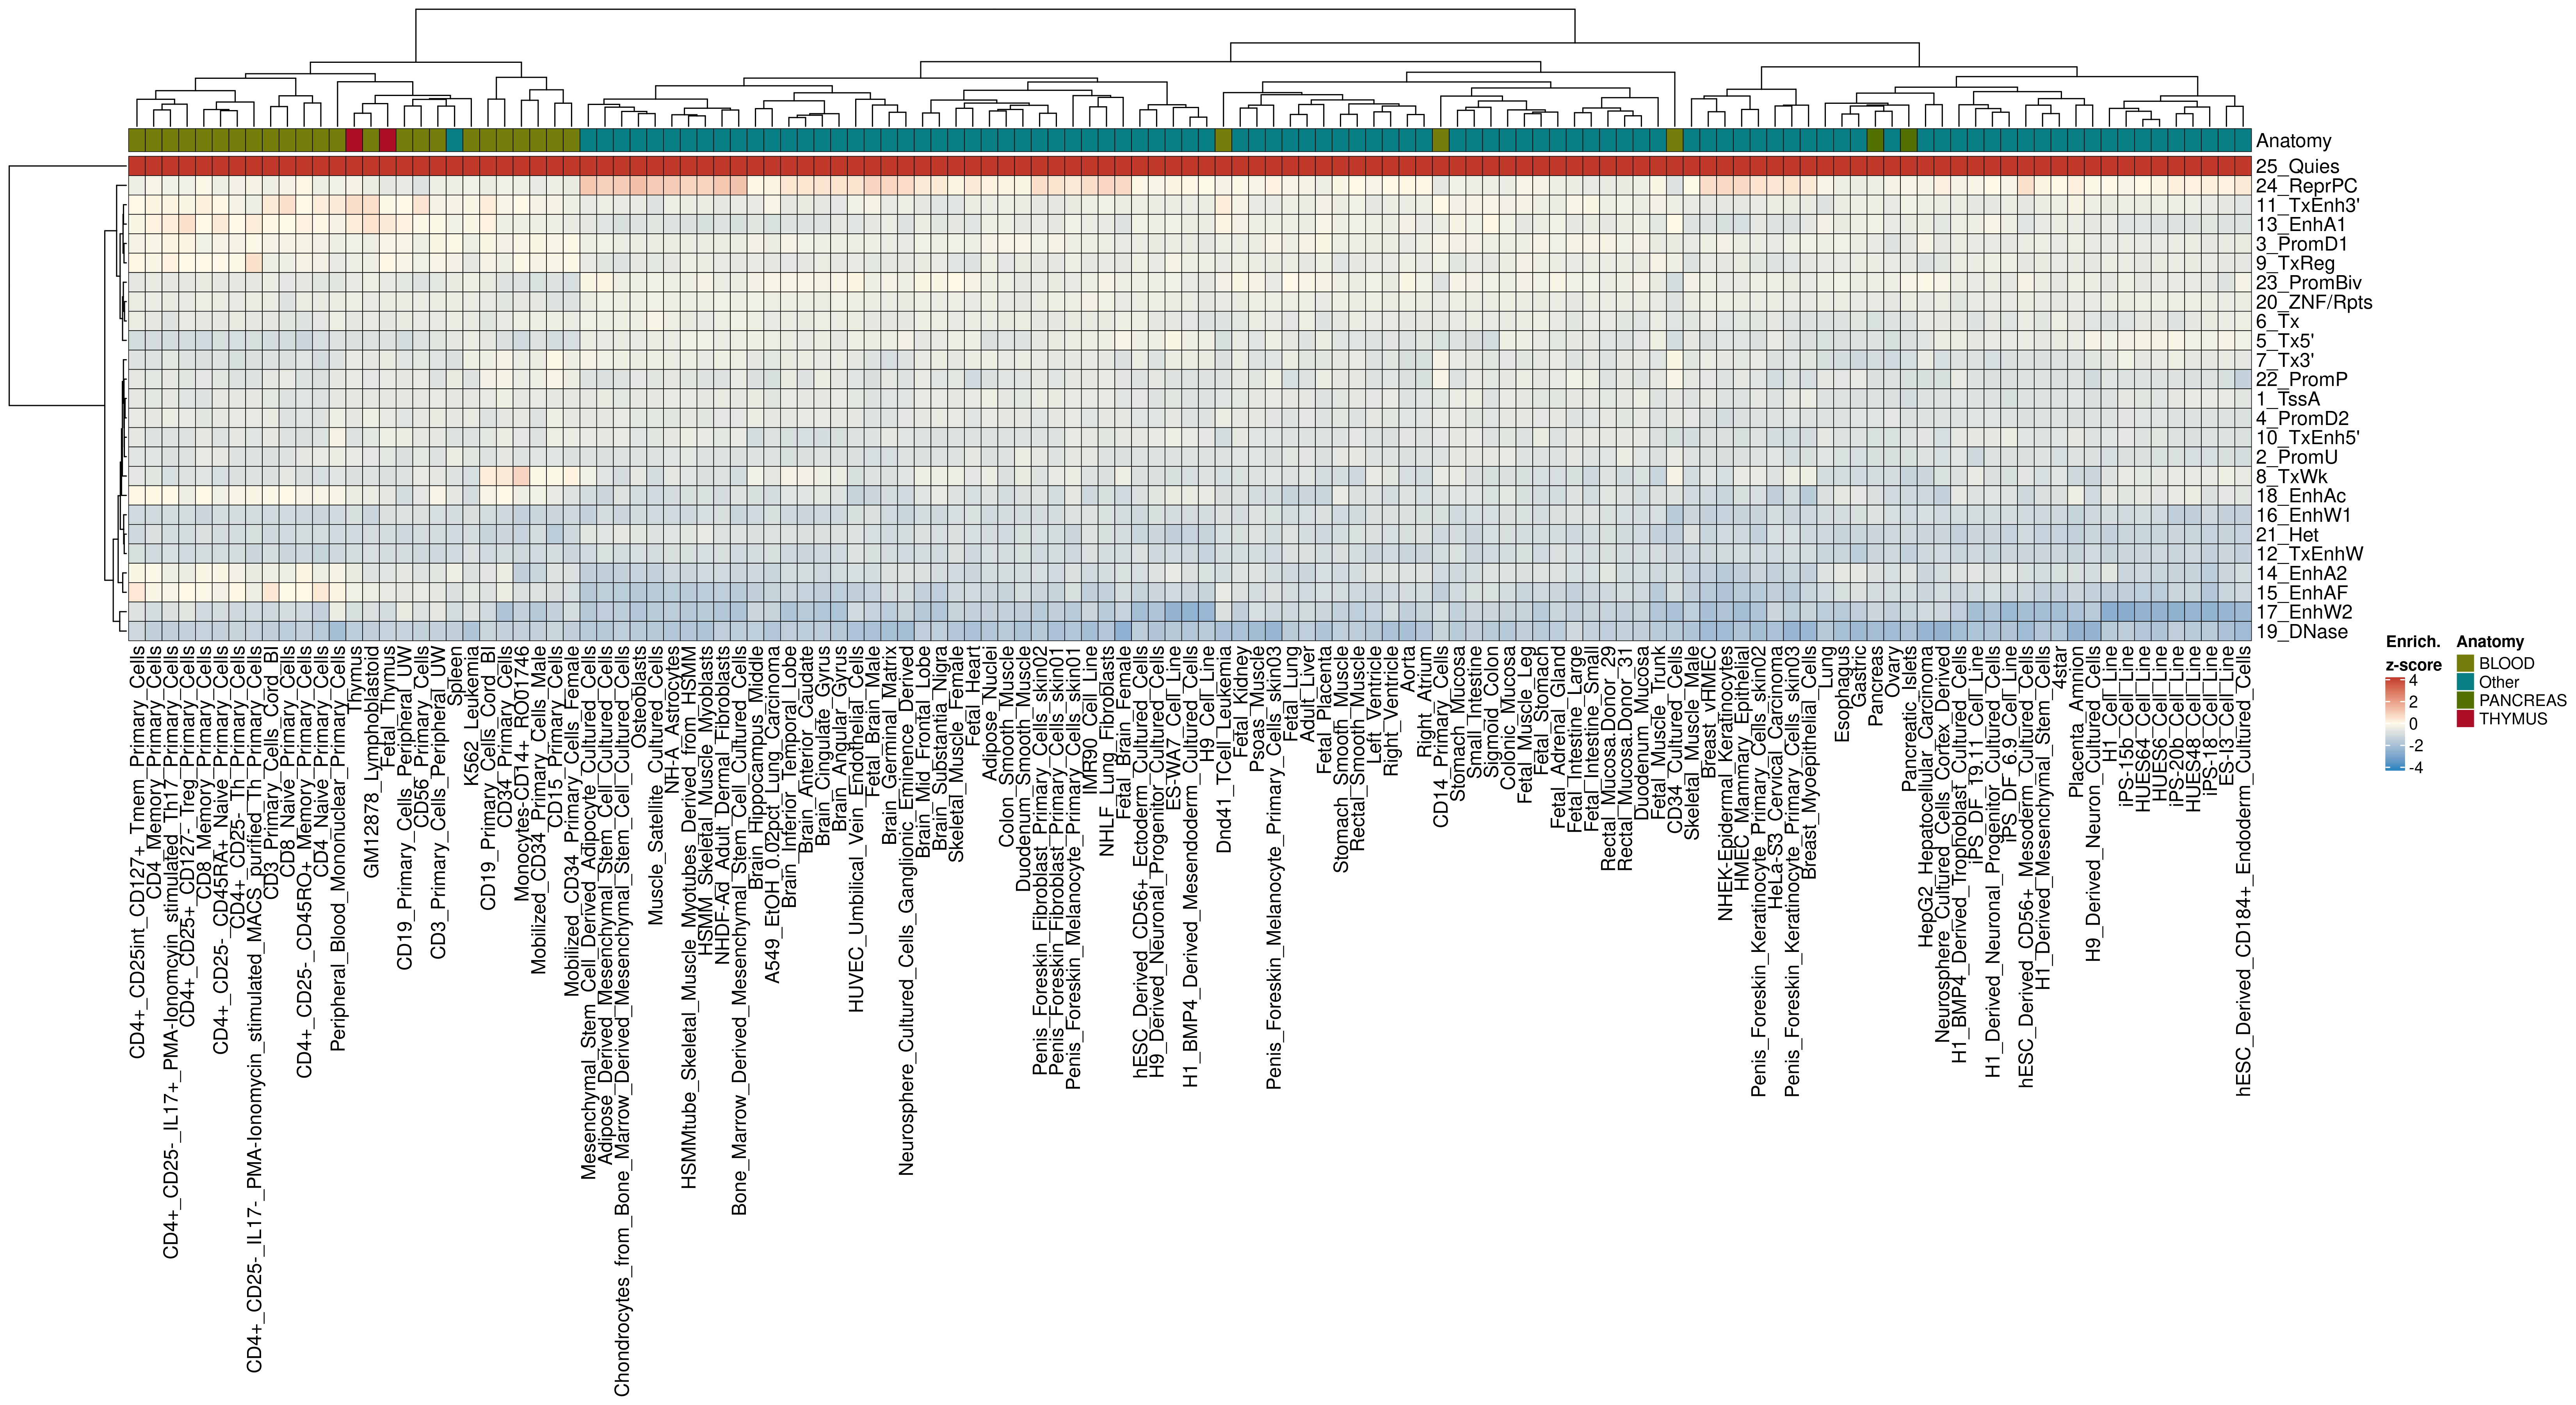 Anatomy
25_Quies
24_ReprPC
11_TxEnh3'
13_EnhA1
3_PromD1
9_TxReg
23_PromBiv
20_ZNF/Rpts
6_Tx
5_Tx5'
7_Tx3'
22_PromP
1_TssA
4_PromD2
10_TxEnh5'
2_PromU
8_TxWk
18_EnhAc
16_EnhW1
21_Het
12_TxEnhW
14_EnhA2
15_EnhAF
17_EnhW2
19_DNase
Enrich.
z-score
4
2
0
-2
-4
Anatomy
BLOOD
Other
PANCREAS
THYMUS
CD4+_CD25int_CD127+_Tmem_Primary_Cells
CD4_Memory_Primary_Cells
CD4+_CD25-_IL17+_PMA-Ionomcyin_stimulated_Th17_Primary_Cells
CD4+_CD25+_CD127-_Treg_Primary_Cells
CD8_Memory_Primary_Cells
CD4+_CD25-_CD45RA+_Naive_Primary_Cells
CD4+_CD25-_Th_Primary_Cells
CD4+_CD25-_IL17-_PMA-Ionomycin_stimulated_MACS_purified_Th_Primary_Cells
CD3_Primary_Cells_Cord_BI
CD8_Naive_Primary_Cells
CD4+_CD25-_CD45RO+_Memory_Primary_Cells
CD4_Naive_Primary_Cells
Peripheral_Blood_Mononuclear_Primary_Cells
Thymus
GM12878_Lymphoblastoid
Fetal_Thymus
CD19_Primary_Cells_Peripheral_UW
CD56_Primary_Cells
CD3_Primary_Cells_Peripheral_UW
Spleen
K562_Leukemia
CD19_Primary_Cells_Cord_BI
CD34_Primary_Cells
Monocytes-CD14+_RO01746
Mobilized_CD34_Primary_Cells_Male
CD15_Primary_Cells
Mobilized_CD34_Primary_Cells_Female
Mesenchymal_Stem_Cell_Derived_Adipocyte_Cultured_Cells
Adipose_Derived_Mesenchymal_Stem_Cell_Cultured_Cells
Chondrocytes_from_Bone_Marrow_Derived_Mesenchymal_Stem_Cell_Cultured_Cells
Osteoblasts
Muscle_Satellite_Cultured_Cells
NH-A_Astrocytes
HSMMtube_Skeletal_Muscle_Myotubes_Derived_from_HSMM
HSMM_Skeletal_Muscle_Myoblasts
NHDF-Ad_Adult_Dermal_Fibroblasts
Bone_Marrow_Derived_Mesenchymal_Stem_Cell_Cultured_Cells
Brain_Hippocampus_Middle
A549_EtOH_0.02pct_Lung_Carcinoma
Brain_Inferior_Temporal_Lobe
Brain_Anterior_Caudate
Brain_Cingulate_Gyrus
Brain_Angular_Gyrus
HUVEC_Umbilical_Vein_Endothelial_Cells
Fetal_Brain_Male
Brain_Germinal_Matrix
Neurosphere_Cultured_Cells_Ganglionic_Eminence_Derived
Brain_Mid_Frontal_Lobe
Brain_Substantia_Nigra
Skeletal_Muscle_Female
Fetal_Heart
Adipose_Nuclei
Colon_Smooth_Muscle
Duodenum_Smooth_Muscle
Penis_Foreskin_Fibroblast_Primary_Cells_skin02
Penis_Foreskin_Fibroblast_Primary_Cells_skin01
Penis_Foreskin_Melanocyte_Primary_Cells_skin01
IMR90_Cell_Line
NHLF_Lung_Fibroblasts
Fetal_Brain_Female
hESC_Derived_CD56+_Ectoderm_Cultured_Cells
H9_Derived_Neuronal_Progenitor_Cultured_Cells
ES-WA7_Cell_Line
H1_BMP4_Derived_Mesendoderm_Cultured_Cells
H9_Cell_Line
Dnd41_TCell_Leukemia
Fetal_Kidney
Psoas_Muscle
Penis_Foreskin_Melanocyte_Primary_Cells_skin03
Fetal_Lung
Adult_Liver
Fetal_Placenta
Stomach_Smooth_Muscle
Rectal_Smooth_Muscle
Left_Ventricle
Right_Ventricle
Aorta
Right_Atrium
CD14_Primary_Cells
Stomach_Mucosa
Small_Intestine
Sigmoid_Colon
Colonic_Mucosa
Fetal_Muscle_Leg
Fetal_Stomach
Fetal_Adrenal_Gland
Fetal_Intestine_Large
Fetal_Intestine_Small
Rectal_Mucosa.Donor_29
Rectal_Mucosa.Donor_31
Duodenum_Mucosa
Fetal_Muscle_Trunk
CD34_Cultured_Cells
Skeletal_Muscle_Male
Breast_vHMEC
NHEK-Epidermal_Keratinocytes
HMEC_Mammary_Epithelial
Penis_Foreskin_Keratinocyte_Primary_Cells_skin02
HeLa-S3_Cervical_Carcinoma
Penis_Foreskin_Keratinocyte_Primary_Cells_skin03
Breast_Myoepithelial_Cells
Lung
Esophagus
Gastric
Pancreas
Ovary
Pancreatic_Islets
HepG2_Hepatocellular_Carcinoma
Neurosphere_Cultured_Cells_Cortex_Derived
H1_BMP4_Derived_Trophoblast_Cultured_Cells
iPS_DF_19.11_Cell_Line
H1_Derived_Neuronal_Progenitor_Cultured_Cells
iPS_DF_6.9_Cell_Line
hESC_Derived_CD56+_Mesoderm_Cultured_Cells
H1_Derived_Mesenchymal_Stem_Cells
4star
Placenta_Amnion
H9_Derived_Neuron_Cultured_Cells
H1_Cell_Line
iPS-15b_Cell_Line
HUES64_Cell_Line
HUES6_Cell_Line
iPS-20b_Cell_Line
HUES48_Cell_Line
iPS-18_Cell_Line
ES-I3_Cell_Line
hESC_Derived_CD184+_Endoderm_Cultured_Cells